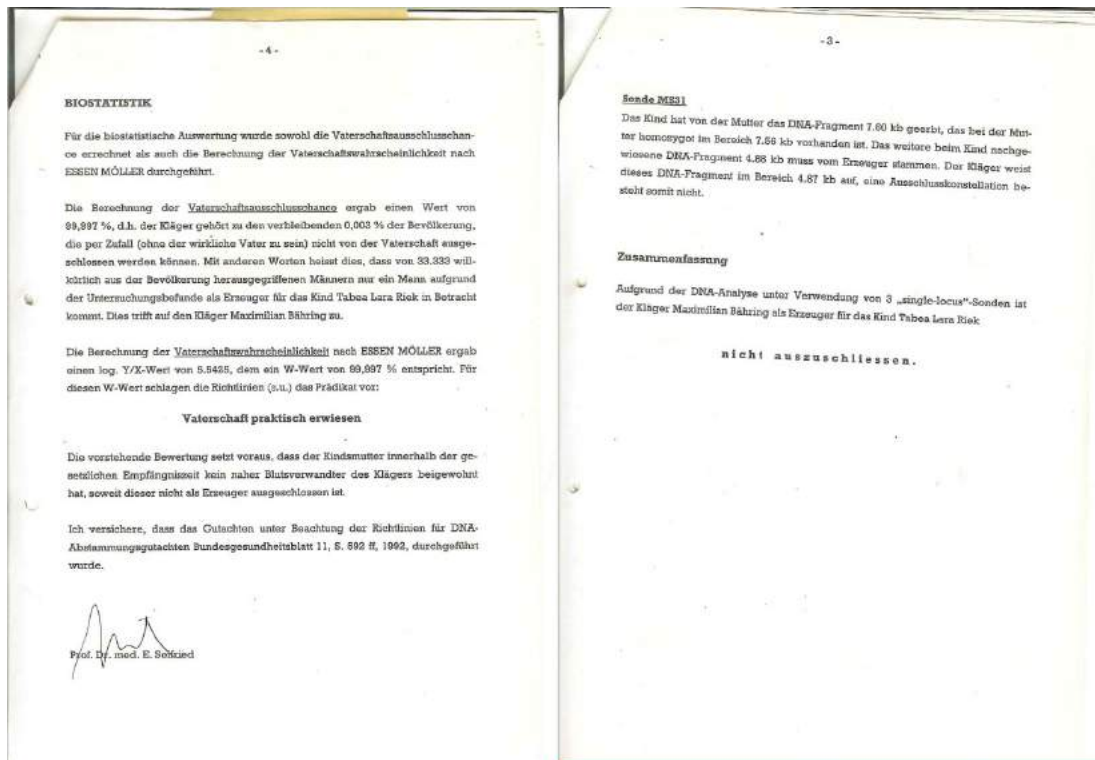 -4-
BIOSTATISTIK
Für die biostatistische Auswertung wurde sowohl die Vaterschaftsausschlusschan-
ce errechnet als auch die Berechnung der Vaterschaftswahrscheinlichkeit nach
ESSEN MÖLLER durchgeführt.
Die Berechnung der Vaterschaftsausschlusschance ergab einen Wert von
99,997 %, d.h. der Kläger gehört zu den verbleibenden 0,003 % der Bevölkerung,
die per Zufall (ohne der wirkliche Vater zu sein) nicht von der Vaterschaft ausge-
schlossen werden können. Mit anderen Worten heisst dies, dass von 33.333 will-
kürlich aus der Bevölkerung herausgegriffenen Männern nur ein Mann aufgrund
der Untersuchungsbefunde als Erzeuger für das Kind Tabea Lara Riek in Betracht
kommt. Dies trifft auf den Kläger Maximilian Bähring zu.
Die Berechnung der Vaterschaftswahrscheinlichkeit nach ESSEN MÖLLER ergab
einen log. Y/X-Wert von 5.5425, dem ein W-Wert von 99,997 % entspricht. Für
diesen W-Wert schlagen die Richtlinien (s.u.) das Prädikat vor:
Vaterschaft praktisch erwiesen
Die vorstehende Bewertung setzt voraus, dass der Kindsmutter innerhalb der ge-
setzlichen Empfängniszeit kein naher Blutsverwandter des Klägers beigewohnt
hat, soweit dieser nicht als Erzeuger ausgeschlossen ist.
Ich versichere, dass das Gutachten unter Beachtung der Richtlinien für DNA-
Abstammungsgutachten Bundesgesundheitsblatt 11, S. 592 ff, 1992, durchgeführt
wurde.
Prof. Dr. med. E. Seifried
-3-
Sonde MS31
Das Kind hat von der Mutter das DNA-Fragment 7.60 kb geerbt, das bei der Mut-
ter homozygot im Bereich 7.56 kb vorhanden ist. Das weitere beim Kind nachge-
wiesene DNA-Fragment 4.88 kb muss vom Erzeuger stammen. Der Kläger weist
dieses DNA-Fragment im Bereich 4.87 kb auf, eine Ausschlusskonstellation be-
steht somit nicht.
Zusammenfassung
Aufgrund der DNA-Analyse unter Verwendung von 3 „single-locus"-Sonden ist
der Kläger Maximilian Bähring als Erzeuger für das Kind Tabea Lara Riek
nicht auszuschliessen.